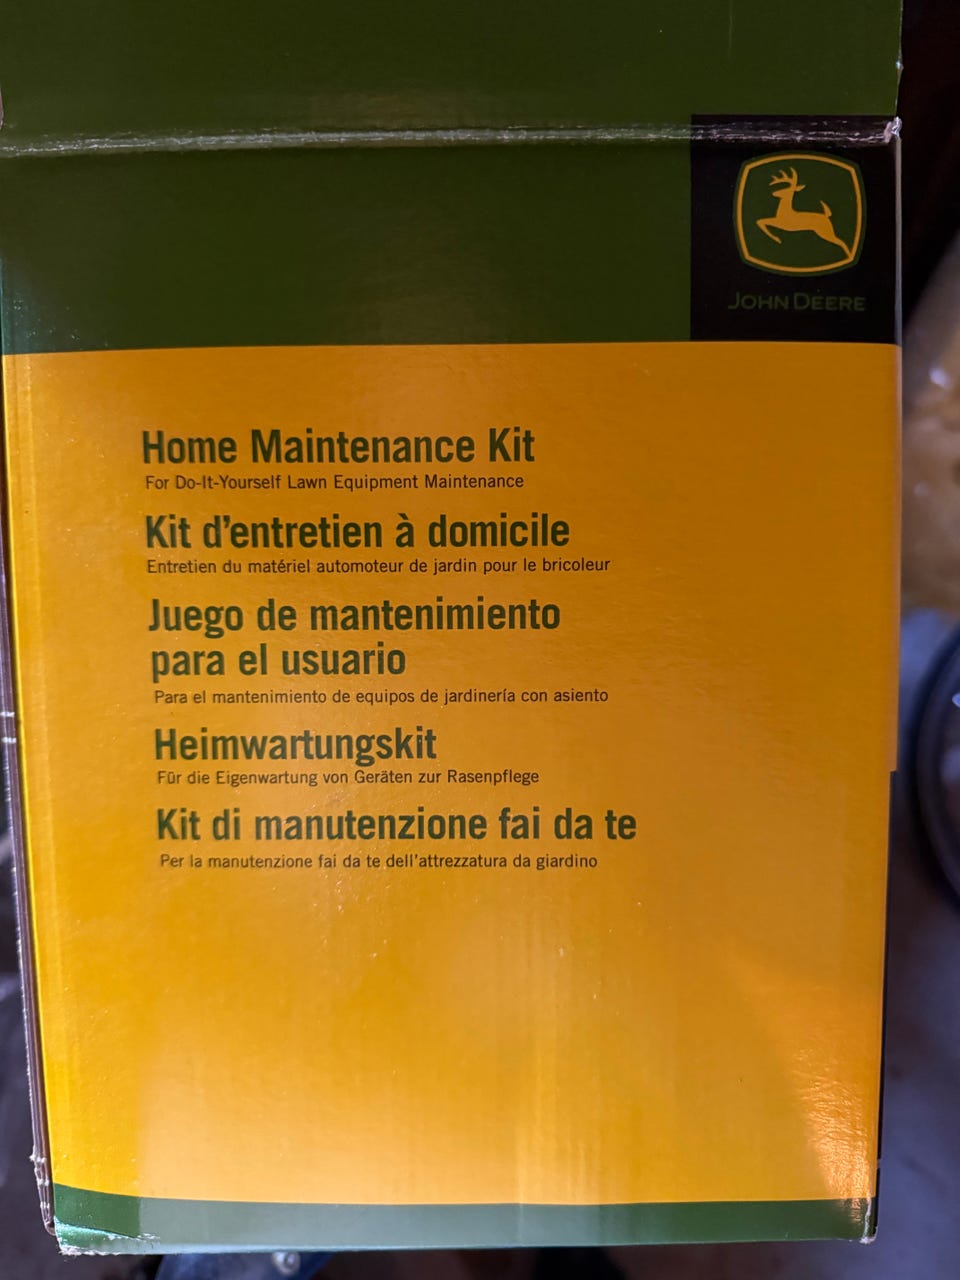 JOHN DEERE
Home Maintenance Kit
For Do-It-Yourself Lawn Equipment Maintenance
Kit d'entretien à domicile
Entretien du matériel automoteur de jardin pour le bricoleur
Juego de mantenimiento
para el usuario
Para el mantenimiento de equipos de jardinería con asiento
Heimwartungskit
Für die Eigenwartung von Geräten zur Rasenpflege
Kit di manutenzione fai da te
Per la manutenzione fai da te dell'attrezzatura da giardino